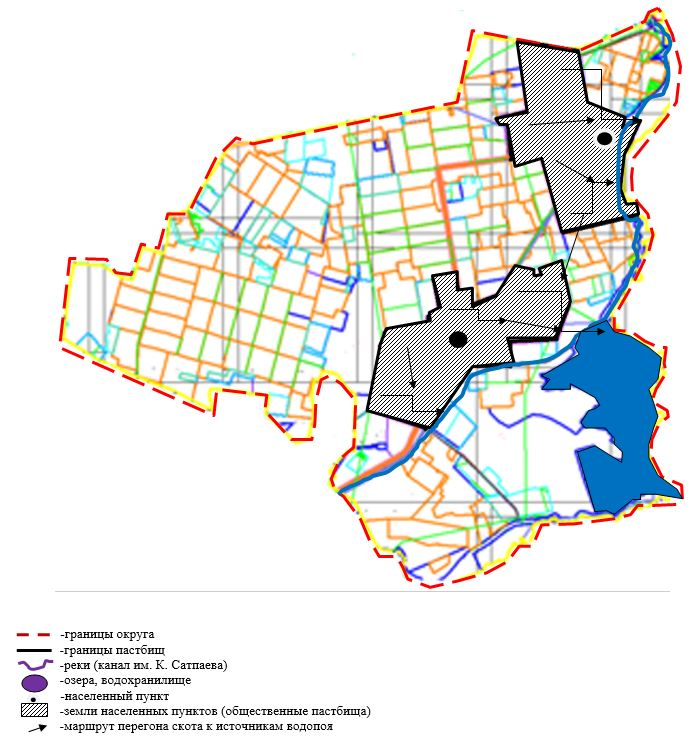 -границы округа
-границы пастбищ
-реки (канал им. К. Сатпаева)
-озера, водохранилище
-населенный пункт
-земли населенных пунктов (общественные пастбища)
-маршрут перегона скота к источникам водопоя